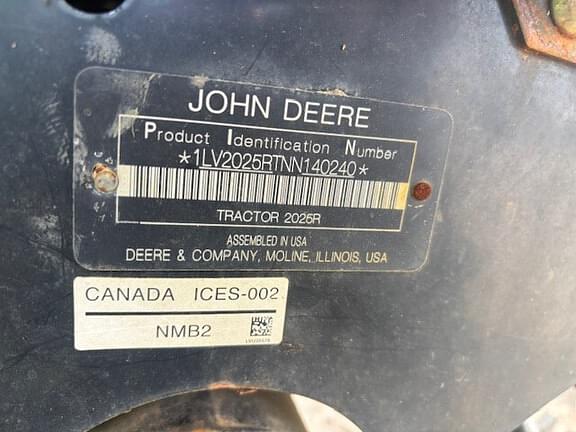 JOHN DEERE
Product Identification Number
*1LV2025RTNN140240*
TRACTOR 2025R
ASSEMBLED IN USA
DEERE & COMPANY, MOLINE, ILLINOIS, USA
CANADA ICES-002
NMB2